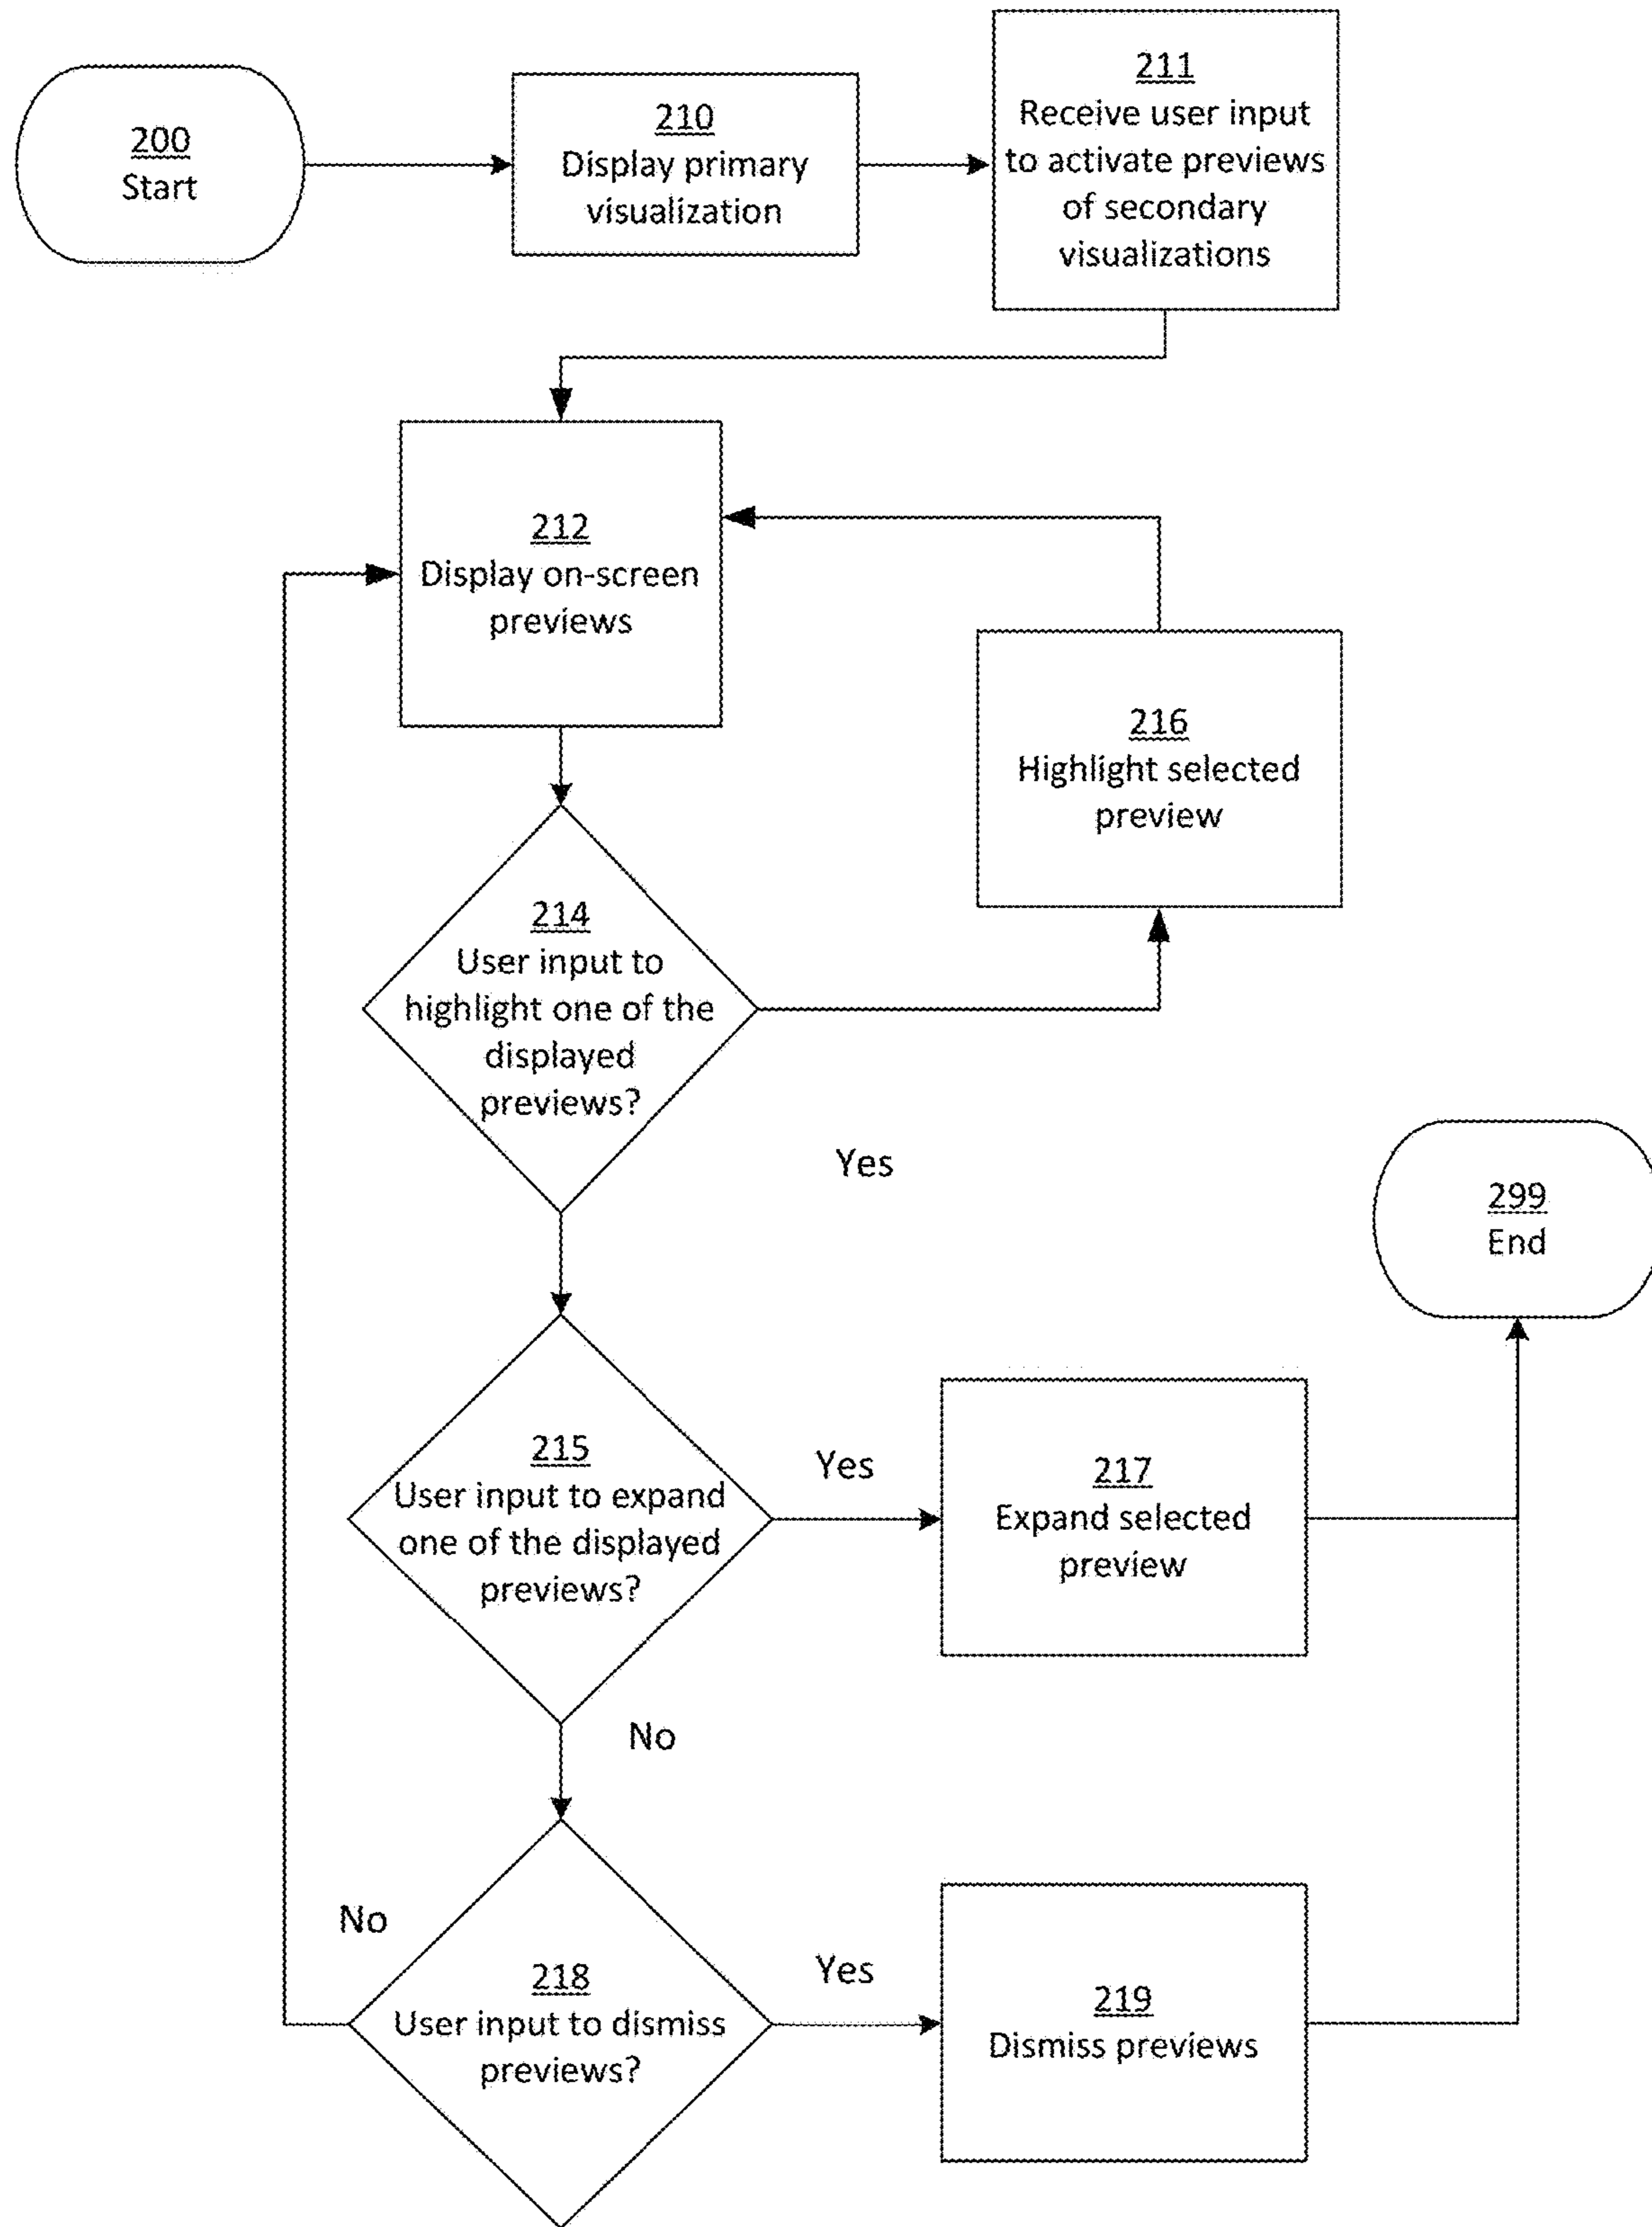 200
Start
210
Display primary
visualization
211
Receive user input
to activate previews
of secondary
visualizations
212
Display on-screen
previews
216
Highlight selected
preview
214
User input to
highlight one of the
displayed
previews?
Yes
299
End
215
User input to expand
one of the displayed
previews?
Yes
217
Expand selected
preview
No
No
218
User input to dismiss
previews?
Yes
219
Dismiss previews